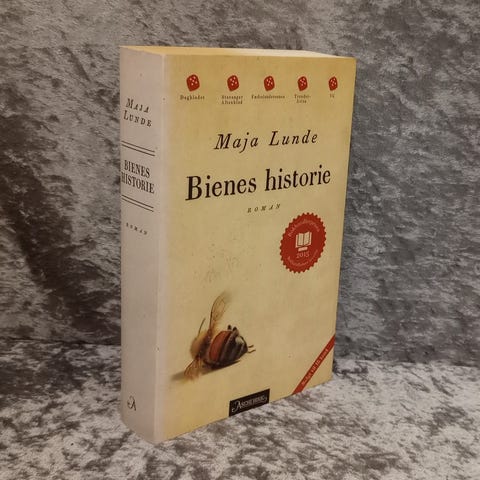 MAJA
LUNDE
BIENES
HISTORIE
ROMAN
Dagbladet
Stavanger
Aftenblad
Fædrelandsvennen
Trønder-
Avisa
VG
Maja Lunde
Bienes historie
ROMAN
Bokhandlerprisen
2015
ASCHEHOUG